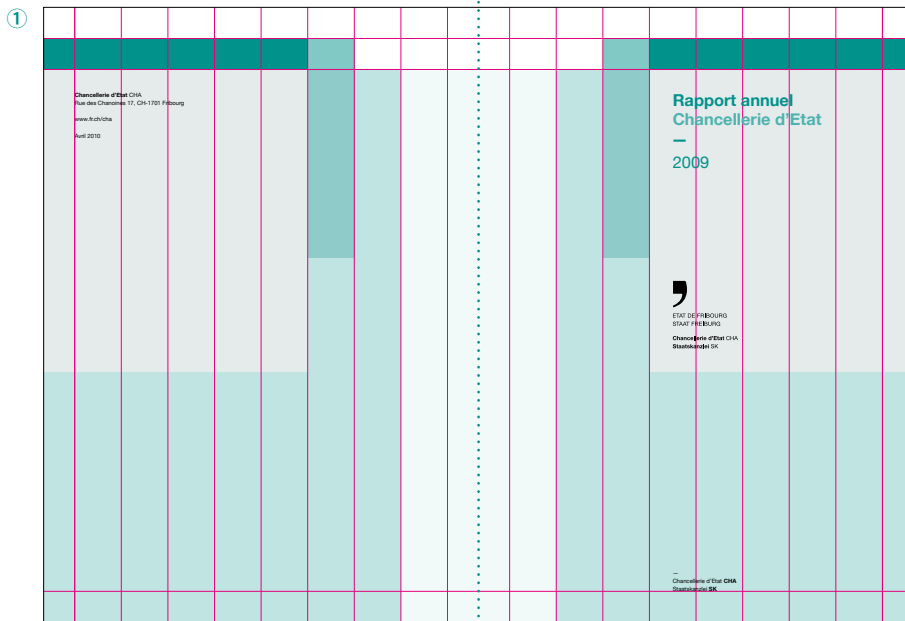 ①
Chancellerie d'Etat CHA
Rue des Chanoines 17, CH-1701 Fribourg
www.fr.ch/cha
Avril 2010
Rapport annuel
Chancellerie d'Etat
—
2009
ETAT DE FRIBOURG
STAAT FREIBURG
Chancellerie d'Etat CHA
Staatskanzlei SK
—
Chancellerie d'Etat CHA
Staatskanzlei SK